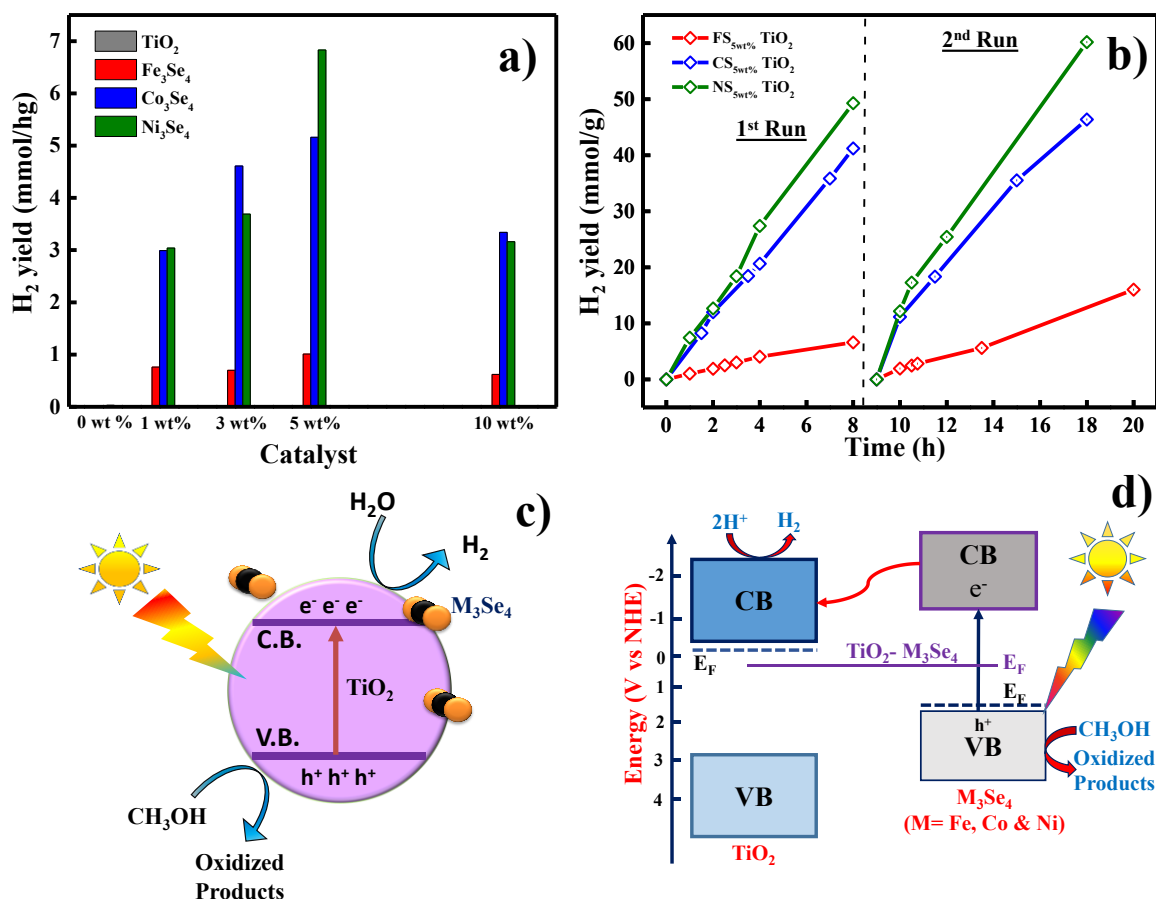 a)
TiO₂
Fe₃Se₄
Co₃Se₄
Ni₃Se₄
H₂ yield (mmol/hg)
7
6
5
4
3
2
1
0
0 wt %
1 wt%
3 wt%
5 wt%
10 wt%
Catalyst
b)
FS₅wt% TiO₂
CS₅wt% TiO₂
NS₅wt% TiO₂
1st Run
2nd Run
H₂ yield (mmol/g)
60
50
40
30
20
10
0
0
2
4
6
8
10
12
14
16
18
20
Time (h)
c)
H₂O
H₂
e⁻ e⁻ e⁻
M₃Se₄
C.B.
TiO₂
V.B.
h⁺ h⁺ h⁺
CH₃OH
Oxidized
Products
d)
2H⁺
H₂
Energy (V vs NHE)
-2
-1
0
1
2
3
4
CB
CB
e⁻
E_F
TiO₂- M₃Se₄
E_F
E_F
h⁺
VB
CH₃OH
Oxidized
Products
VB
TiO₂
M₃Se₄
(M= Fe, Co & Ni)